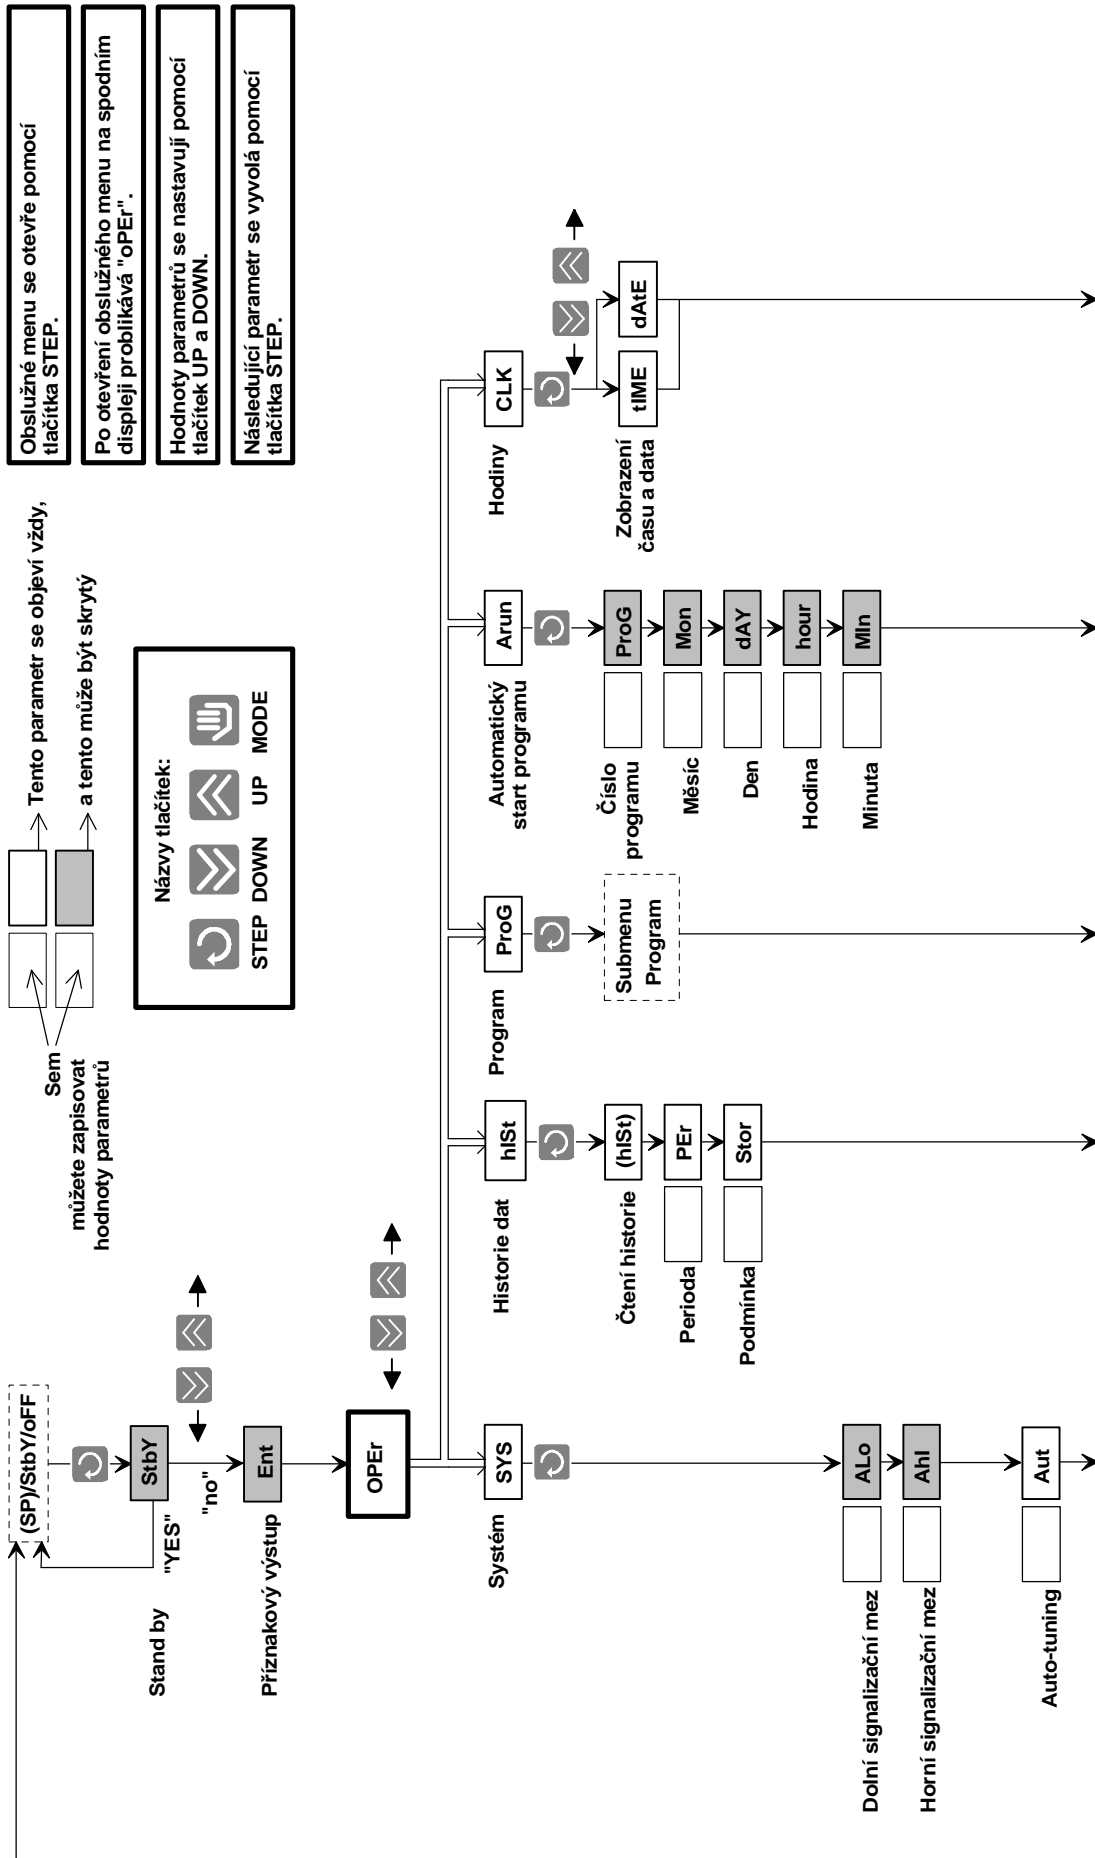 Obslužné menu se otevře pomocí
tlačítka STEP.
Po otevření obslužného menu na spodním
displeji problikává "oPEr".
Hodnoty parametrů se nastavují pomocí
tlačítek UP a DOWN.
Následující parametr se vyvolá pomocí
tlačítka STEP.
Tento parametr se objeví vždy,
a tento může být skrytý
Sem
můžete zapisovat
hodnoty parametrů
Názvy tlačítek:
STEP
DOWN
UP
MODE
(SP)/StbY/oFF
Stand by
StbY
"YES"
"no"
Příznakový výstup
Ent
OPEr
Systém
SYS
Historie dat
hISt
Program
ProG
Automatický
start programu
Arun
Hodiny
CLK
Čtení historie
(hISt)
Perioda
PEr
Podmínka
Stor
Submenu
Program
Číslo
programu
ProG
Měsíc
Mon
Den
dAY
Hodina
hour
Minuta
MIn
Zobrazení
času a data
tIME
dAtE
Dolní signalizační mez
ALo
Horní signalizační mez
AhI
Auto-tuning
Aut